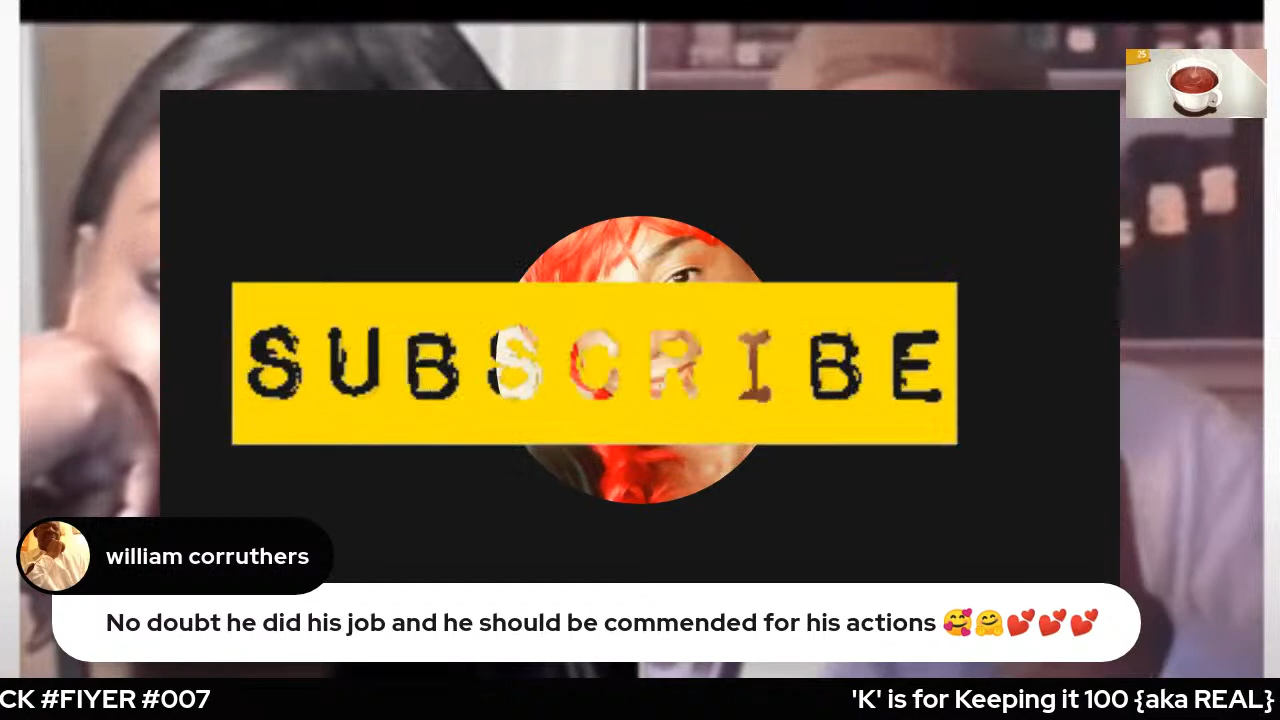 25
SUBSCRIBE
william corruthers
No doubt he did his job and he should be commended for his actions 🥰🤗💕💕💕
CK #FIYER #007 'K' is for Keeping it 100 {aka REAL}